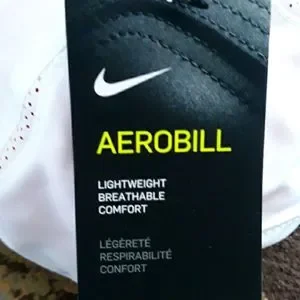 AEROBILL
LIGHTWEIGHT
BREATHABLE
COMFORT
LÉGÈRETÉ
RESPIRABILITÉ
CONFORT